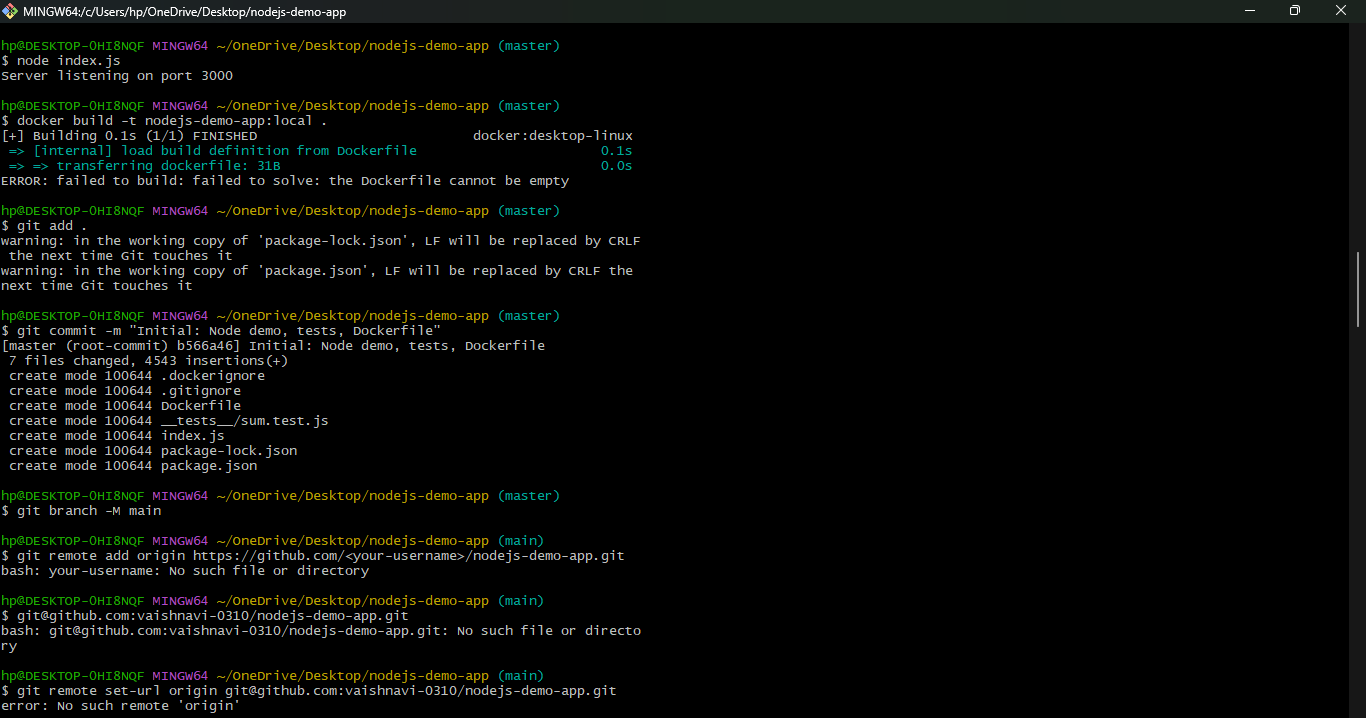 MINGW64:/c/Users/hp/OneDrive/Desktop/nodejs-demo-app
hp@DESKTOP-0HI8NQF MINGW64 ~/OneDrive/Desktop/nodejs-demo-app (master)
$ node index.js
Server listening on port 3000
hp@DESKTOP-0HI8NQF MINGW64 ~/OneDrive/Desktop/nodejs-demo-app (master)
$ docker build -t nodejs-demo-app:local .
[+] Building 0.1s (1/1) FINISHED docker:desktop-linux
=> [internal] load build definition from Dockerfile 0.1s
=> => transferring dockerfile: 31B 0.0s
ERROR: failed to build: failed to solve: the Dockerfile cannot be empty
hp@DESKTOP-0HI8NQF MINGW64 ~/OneDrive/Desktop/nodejs-demo-app (master)
$ git add .
warning: in the working copy of 'package-lock.json', LF will be replaced by CRLF
the next time Git touches it
warning: in the working copy of 'package.json', LF will be replaced by CRLF the
next time Git touches it
hp@DESKTOP-0HI8NQF MINGW64 ~/OneDrive/Desktop/nodejs-demo-app (master)
$ git commit -m "Initial: Node demo, tests, Dockerfile"
[master (root-commit) b566a46] Initial: Node demo, tests, Dockerfile
7 files changed, 4543 insertions(+)
create mode 100644 .dockerignore
create mode 100644 .gitignore
create mode 100644 Dockerfile
create mode 100644 __tests__/sum.test.js
create mode 100644 index.js
create mode 100644 package-lock.json
create mode 100644 package.json
hp@DESKTOP-0HI8NQF MINGW64 ~/OneDrive/Desktop/nodejs-demo-app (master)
$ git branch -M main
hp@DESKTOP-0HI8NQF MINGW64 ~/OneDrive/Desktop/nodejs-demo-app (main)
$ git remote add origin https://github.com/<your-username>/nodejs-demo-app.git
bash: your-username: No such file or directory
hp@DESKTOP-0HI8NQF MINGW64 ~/OneDrive/Desktop/nodejs-demo-app (main)
$ git@github.com:vaishnavi-0310/nodejs-demo-app.git
bash: git@github.com:vaishnavi-0310/nodejs-demo-app.git: No such file or directo
ry
hp@DESKTOP-0HI8NQF MINGW64 ~/OneDrive/Desktop/nodejs-demo-app (main)
$ git remote set-url origin git@github.com:vaishnavi-0310/nodejs-demo-app.git
error: No such remote 'origin'